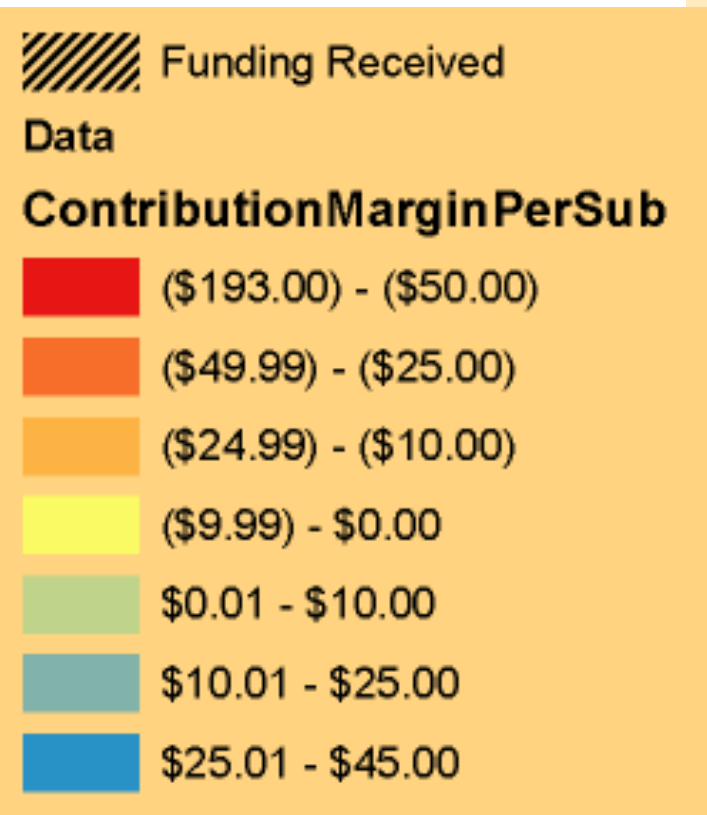 Funding Received
Data
ContributionMarginPerSub
($193.00) - ($50.00)
($49.99) - ($25.00)
($24.99) - ($10.00)
($9.99) - $0.00
$0.01 - $10.00
$10.01 - $25.00
$25.01 - $45.00